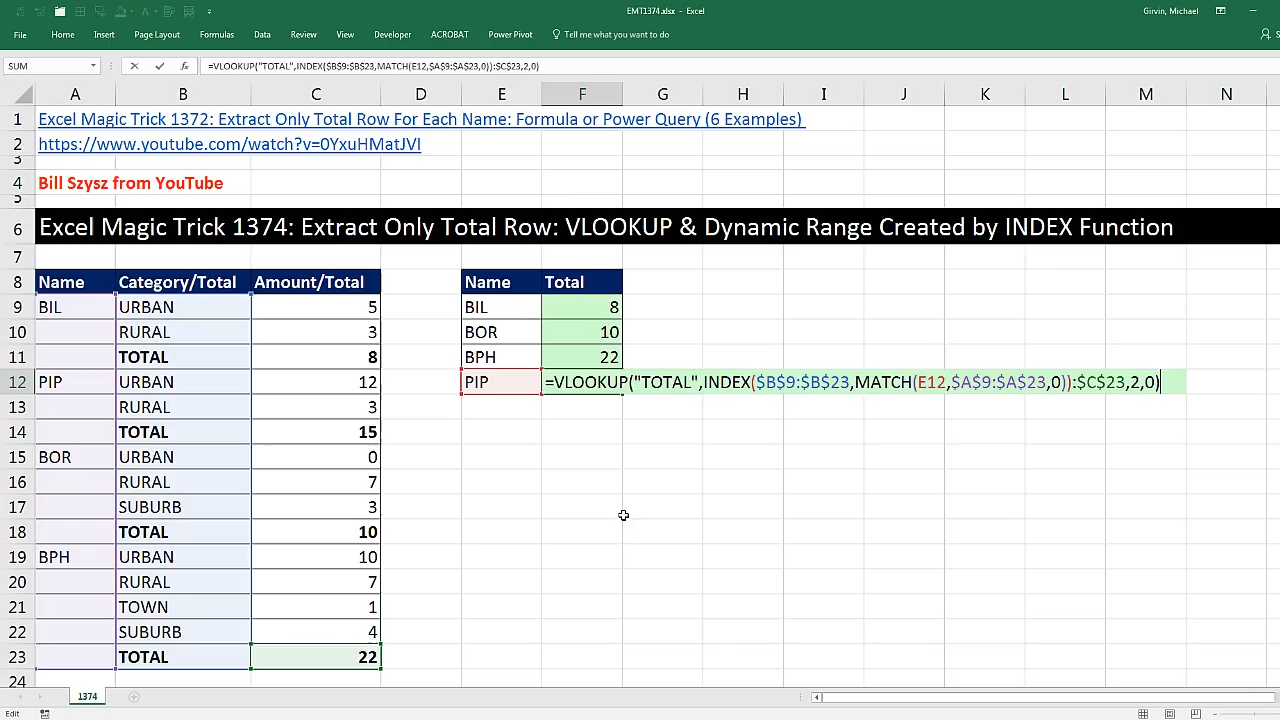 EMT1374.xlsx - Excel
Girvin, Michael
File Home Insert Page Layout Formulas Data Review View Developer ACROBAT Power Pivot Tell me what you want to do
SUM =VLOOKUP("TOTAL",INDEX($B$9:$B$23,MATCH(E12,$A$9:$A$23,0)):$C$23,2,0)
A B C D E F G H I J K L M N
1 Excel Magic Trick 1372: Extract Only Total Row For Each Name: Formula or Power Query (6 Examples)
2 https://www.youtube.com/watch?v=0YxuHMatJVI
3
4 Bill Szysz from YouTube
5
6 Excel Magic Trick 1374: Extract Only Total Row: VLOOKUP & Dynamic Range Created by INDEX Function
7
8 Name Category/Total Amount/Total Name Total
9 BIL URBAN 5 BIL 8
10 RURAL 3 BOR 10
11 TOTAL 8 BPH 22
12 PIP URBAN 12 PIP =VLOOKUP("TOTAL",INDEX($B$9:$B$23,MATCH(E12,$A$9:$A$23,0)):$C$23,2,0)
13 RURAL 3
14 TOTAL 15
15 BOR URBAN 0
16 RURAL 7
17 SUBURB 3
18 TOTAL 10
19 BPH URBAN 10
20 RURAL 7
21 TOWN 1
22 SUBURB 4
23 TOTAL 22
24
1374
Edit